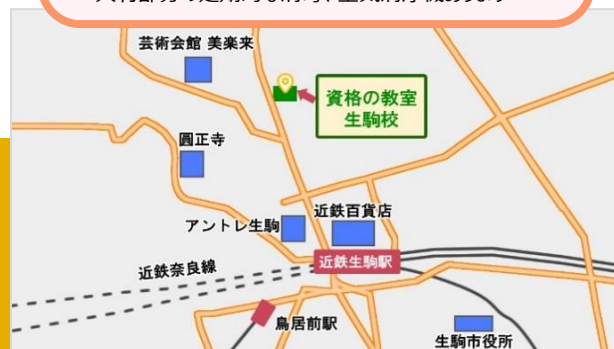 芸術会館 美楽来
資格の教室
生駒校
圓正寺
アントレ生駒
近鉄百貨店
近鉄奈良線
近鉄生駒駅
鳥居前駅
生駒市役所